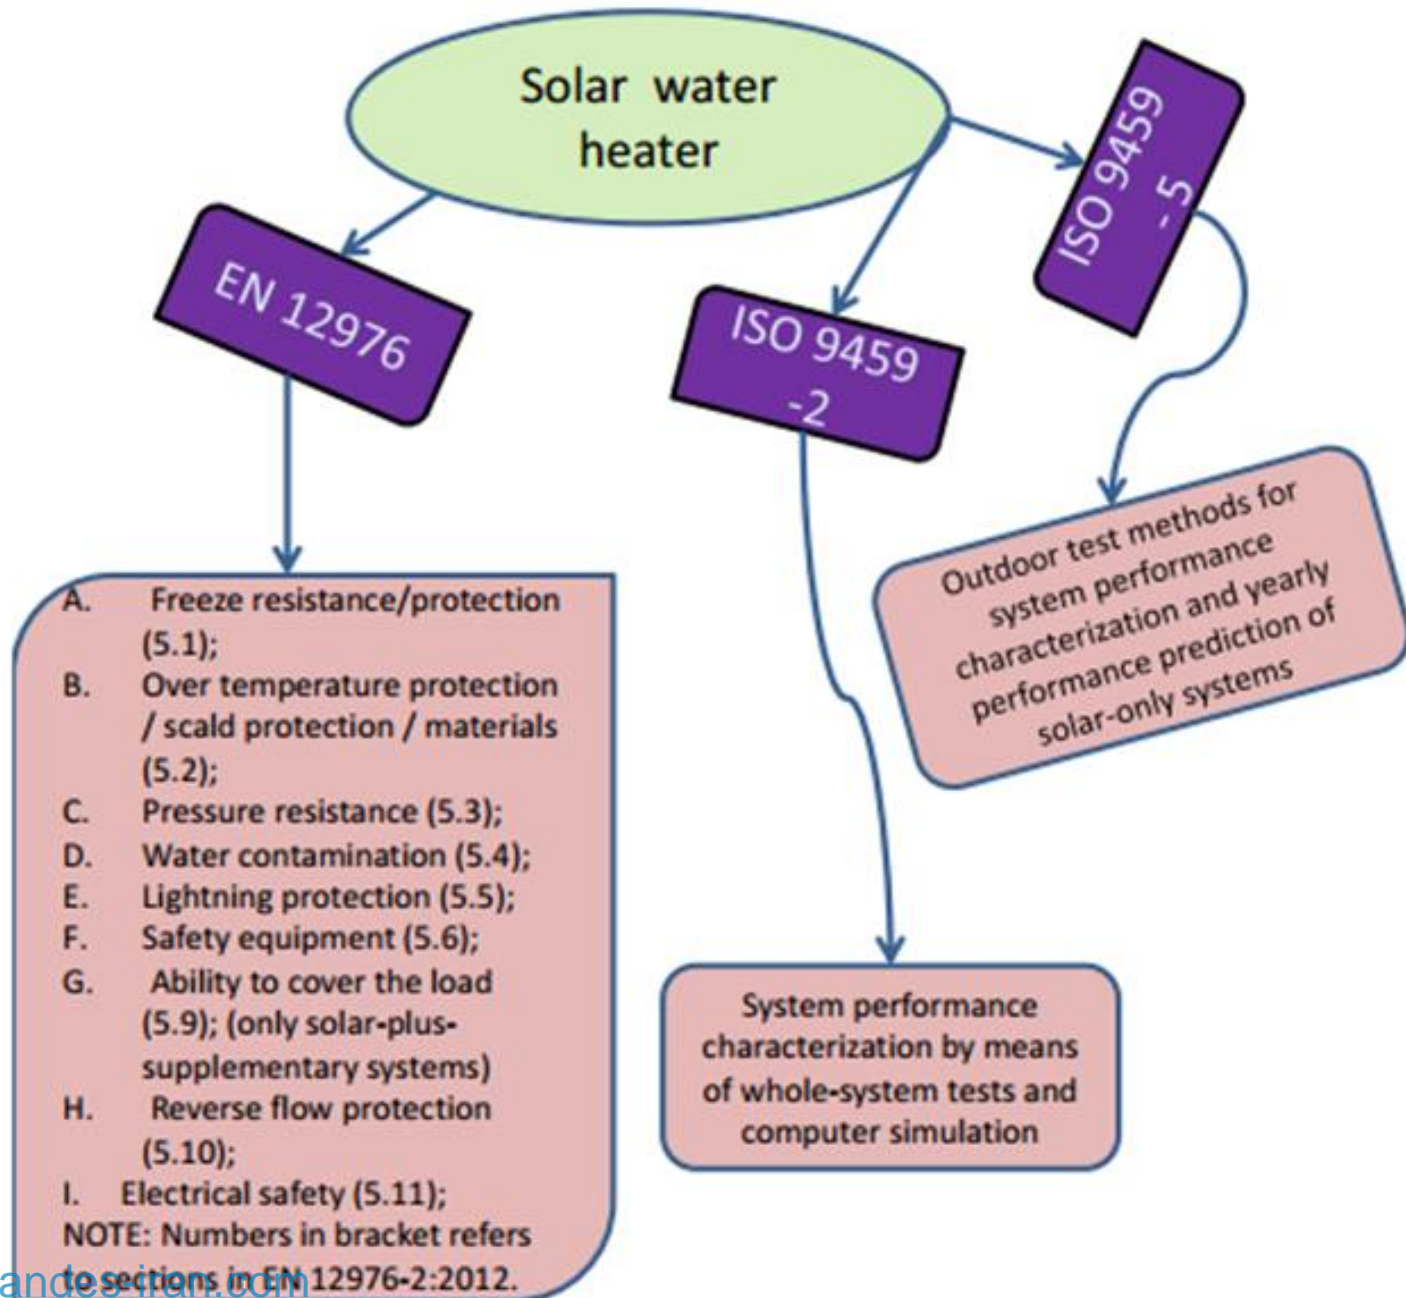 Solar water
heater
EN 12976
ISO 9459
-2
ISO 9459
- 5
A. Freeze resistance/protection
(5.1);
B. Over temperature protection
/ scald protection / materials
(5.2);
C. Pressure resistance (5.3);
D. Water contamination (5.4);
E. Lightning protection (5.5);
F. Safety equipment (5.6);
G. Ability to cover the load
(5.9); (only solar-plus-
supplementary systems)
H. Reverse flow protection
(5.10);
I. Electrical safety (5.11);
NOTE: Numbers in bracket refers
to sections in EN 12976-2:2012.
System performance
characterization by means
of whole-system tests and
computer simulation
Outdoor test methods for
system performance
characterization and yearly
performance prediction of
solar-only systems
andes-iran.com